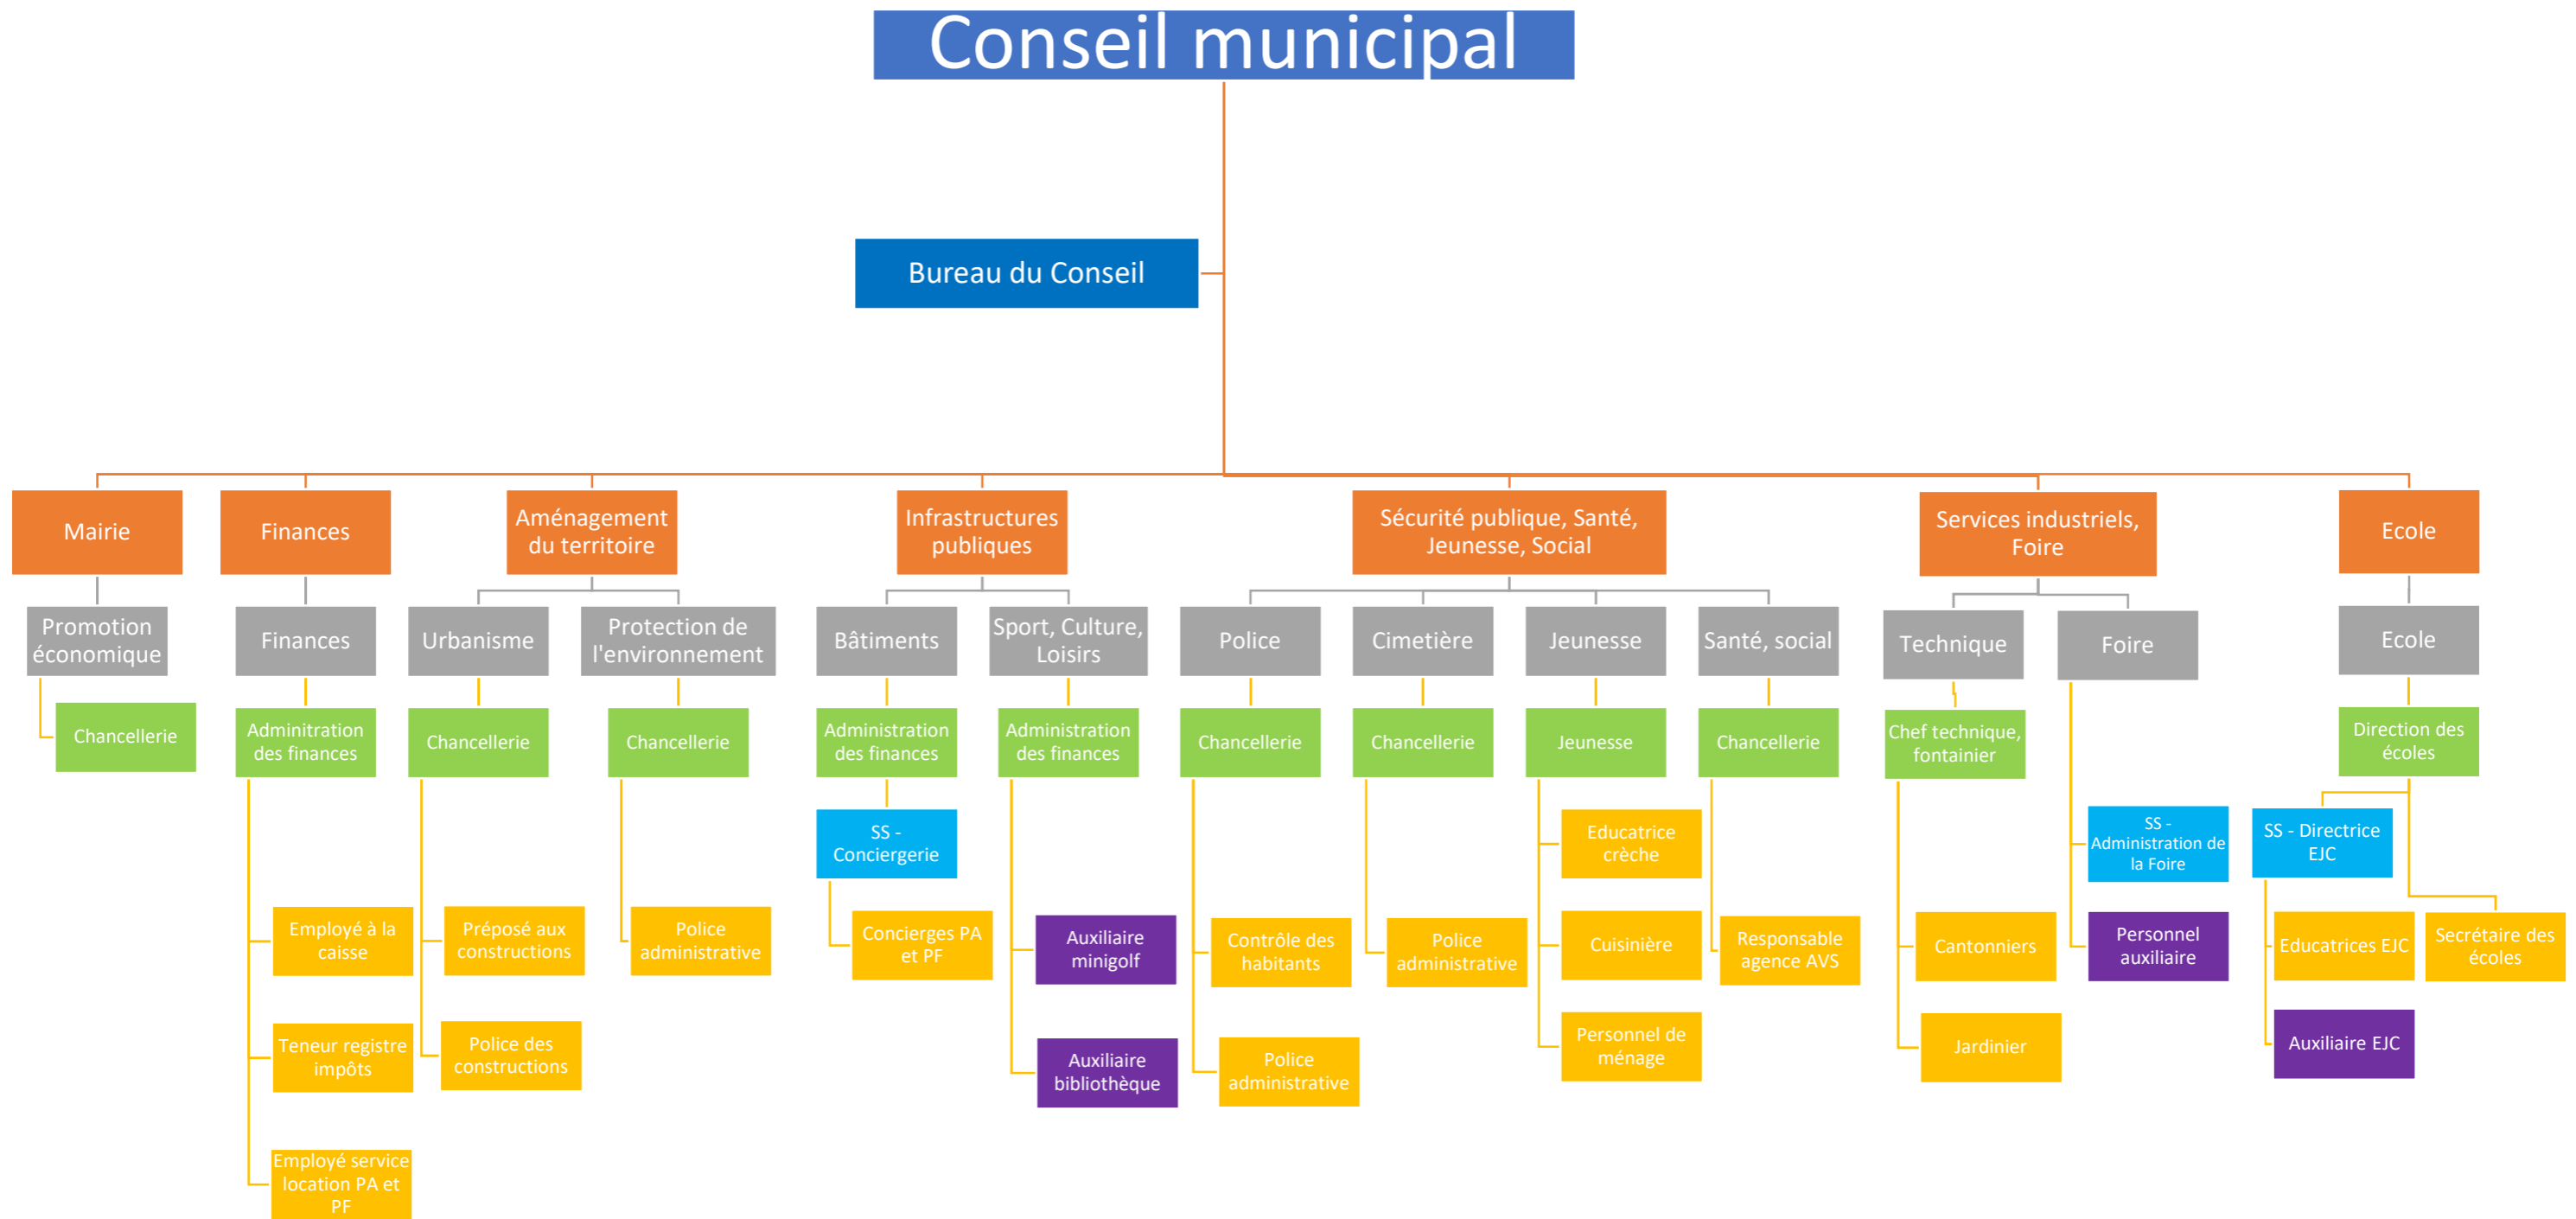 Conseil municipal
Bureau du Conseil
Mairie
Finances
Aménagement
du territoire
Infrastructures
publiques
Sécurité publique, Santé,
Jeunesse, Social
Services industriels,
Foire
Ecole
Promotion
économique
Finances
Urbanisme
Protection de
l'environnement
Bâtiments
Sport, Culture,
Loisirs
Police
Cimetière
Jeunesse
Santé, social
Technique
Foire
Ecole
Chancellerie
Adminitration
des finances
Chancellerie
Chancellerie
Administration
des finances
Administration
des finances
Chancellerie
Chancellerie
Jeunesse
Chancellerie
Chef technique,
fontainier
Direction des
écoles
SS -
Conciergerie
Educatrice
crèche
SS -
Administration de
la Foire
SS - Directrice
EJC
Employé à la
caisse
Préposé aux
constructions
Police
administrative
Concierges PA
et PF
Auxiliaire
minigolf
Contrôle des
habitants
Police
administrative
Cuisinière
Responsable
agence AVS
Cantonniers
Personnel
auxiliaire
Educatrices EJC
Secrétaire des
écoles
Teneur registre
impôts
Police des
constructions
Auxiliaire
bibliothèque
Police
administrative
Personnel de
ménage
Jardinier
Auxiliaire EJC
Employé service
location PA et
PF